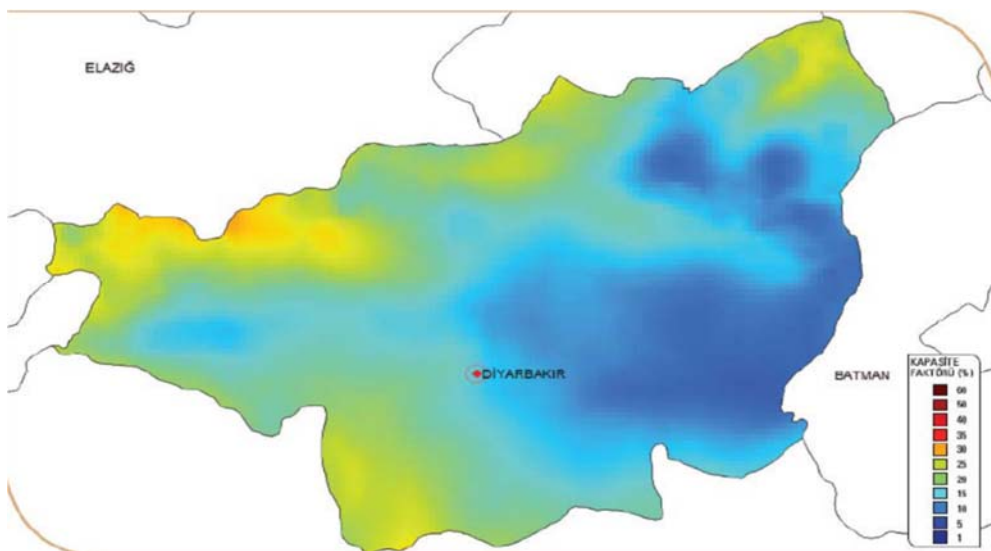 ELAZIĞ
DİYARBAKIR
BATMAN
KAPASİTE
FAKTÖRÜ (%)
60
50
40
35
30
25
20
15
10
5
1